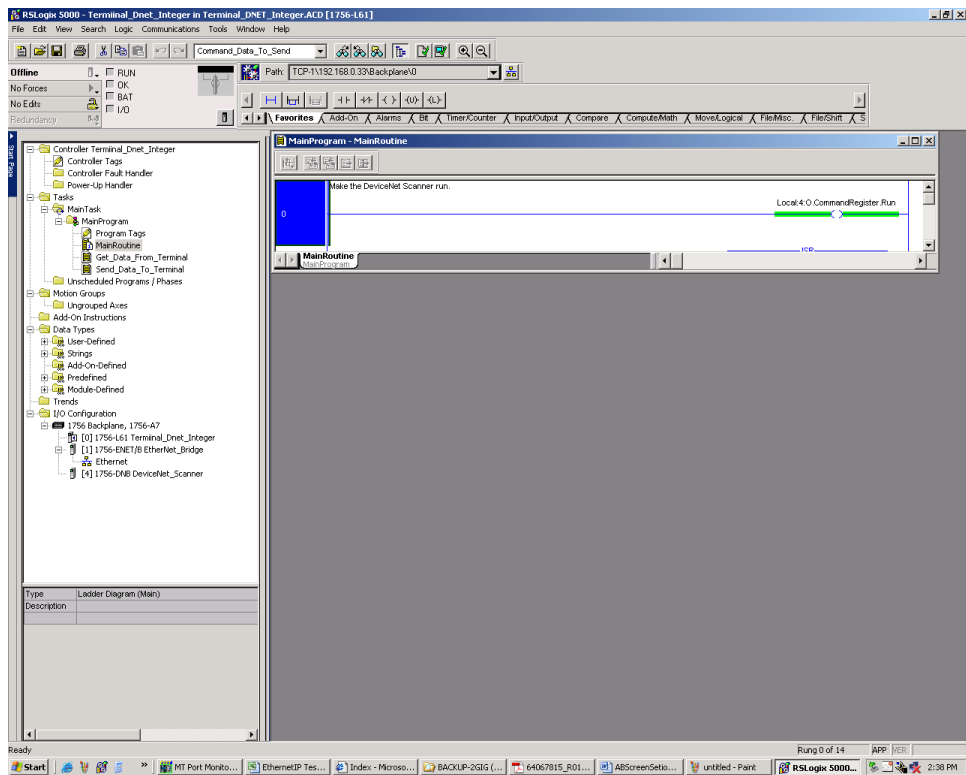 RSLogix 5000 - Termiinal_Dnet_Integer in Terminal_DNET_Integer.ACD [1756-L61]
File Edit View Search Logic Communications Tools Window Help
Command_Data_To_Send
Offline
RUN
Path: TCP-1\192.168.0.33\Backplane\0
No Forces
OK
No Edits
BAT
I/O
Redundancy
Favorites Add-On Alarms Bit Timer/Counter Input/Output Compare Compute/Math Move/Logical File/Misc. File/Shift S
Start Page
Controller Termiinal_Dnet_Integer
Controller Tags
Controller Fault Handler
Power-Up Handler
Tasks
MainTask
MainProgram
Program Tags
MainRoutine
Get_Data_From_Terminal
Send_Data_To_Terminal
Unscheduled Programs / Phases
Motion Groups
Ungrouped Axes
Add-On Instructions
Data Types
User-Defined
Strings
Add-On-Defined
Predefined
Module-Defined
Trends
I/O Configuration
1756 Backplane, 1756-A7
[0] 1756-L61 Termiinal_Dnet_Integer
[1] 1756-ENET/B EtherNet_Bridge
Ethernet
[4] 1756-DNB DeviceNet_Scanner
Type Ladder Diagram (Main)
Description
MainProgram - MainRoutine
Make the DeviceNet Scanner run.
Local:4:O.CommandRegister.Run
0
JSR
MainRoutine
MainProgram
Ready
Rung 0 of 14 APP VER
Start » MT Port Monito... EthernetIP Tes... Index - Microso... BACKUP-2GIG (... 64067815_R01... ABScreenSetio... untitled - Paint RSLogix 5000... 2:38 PM